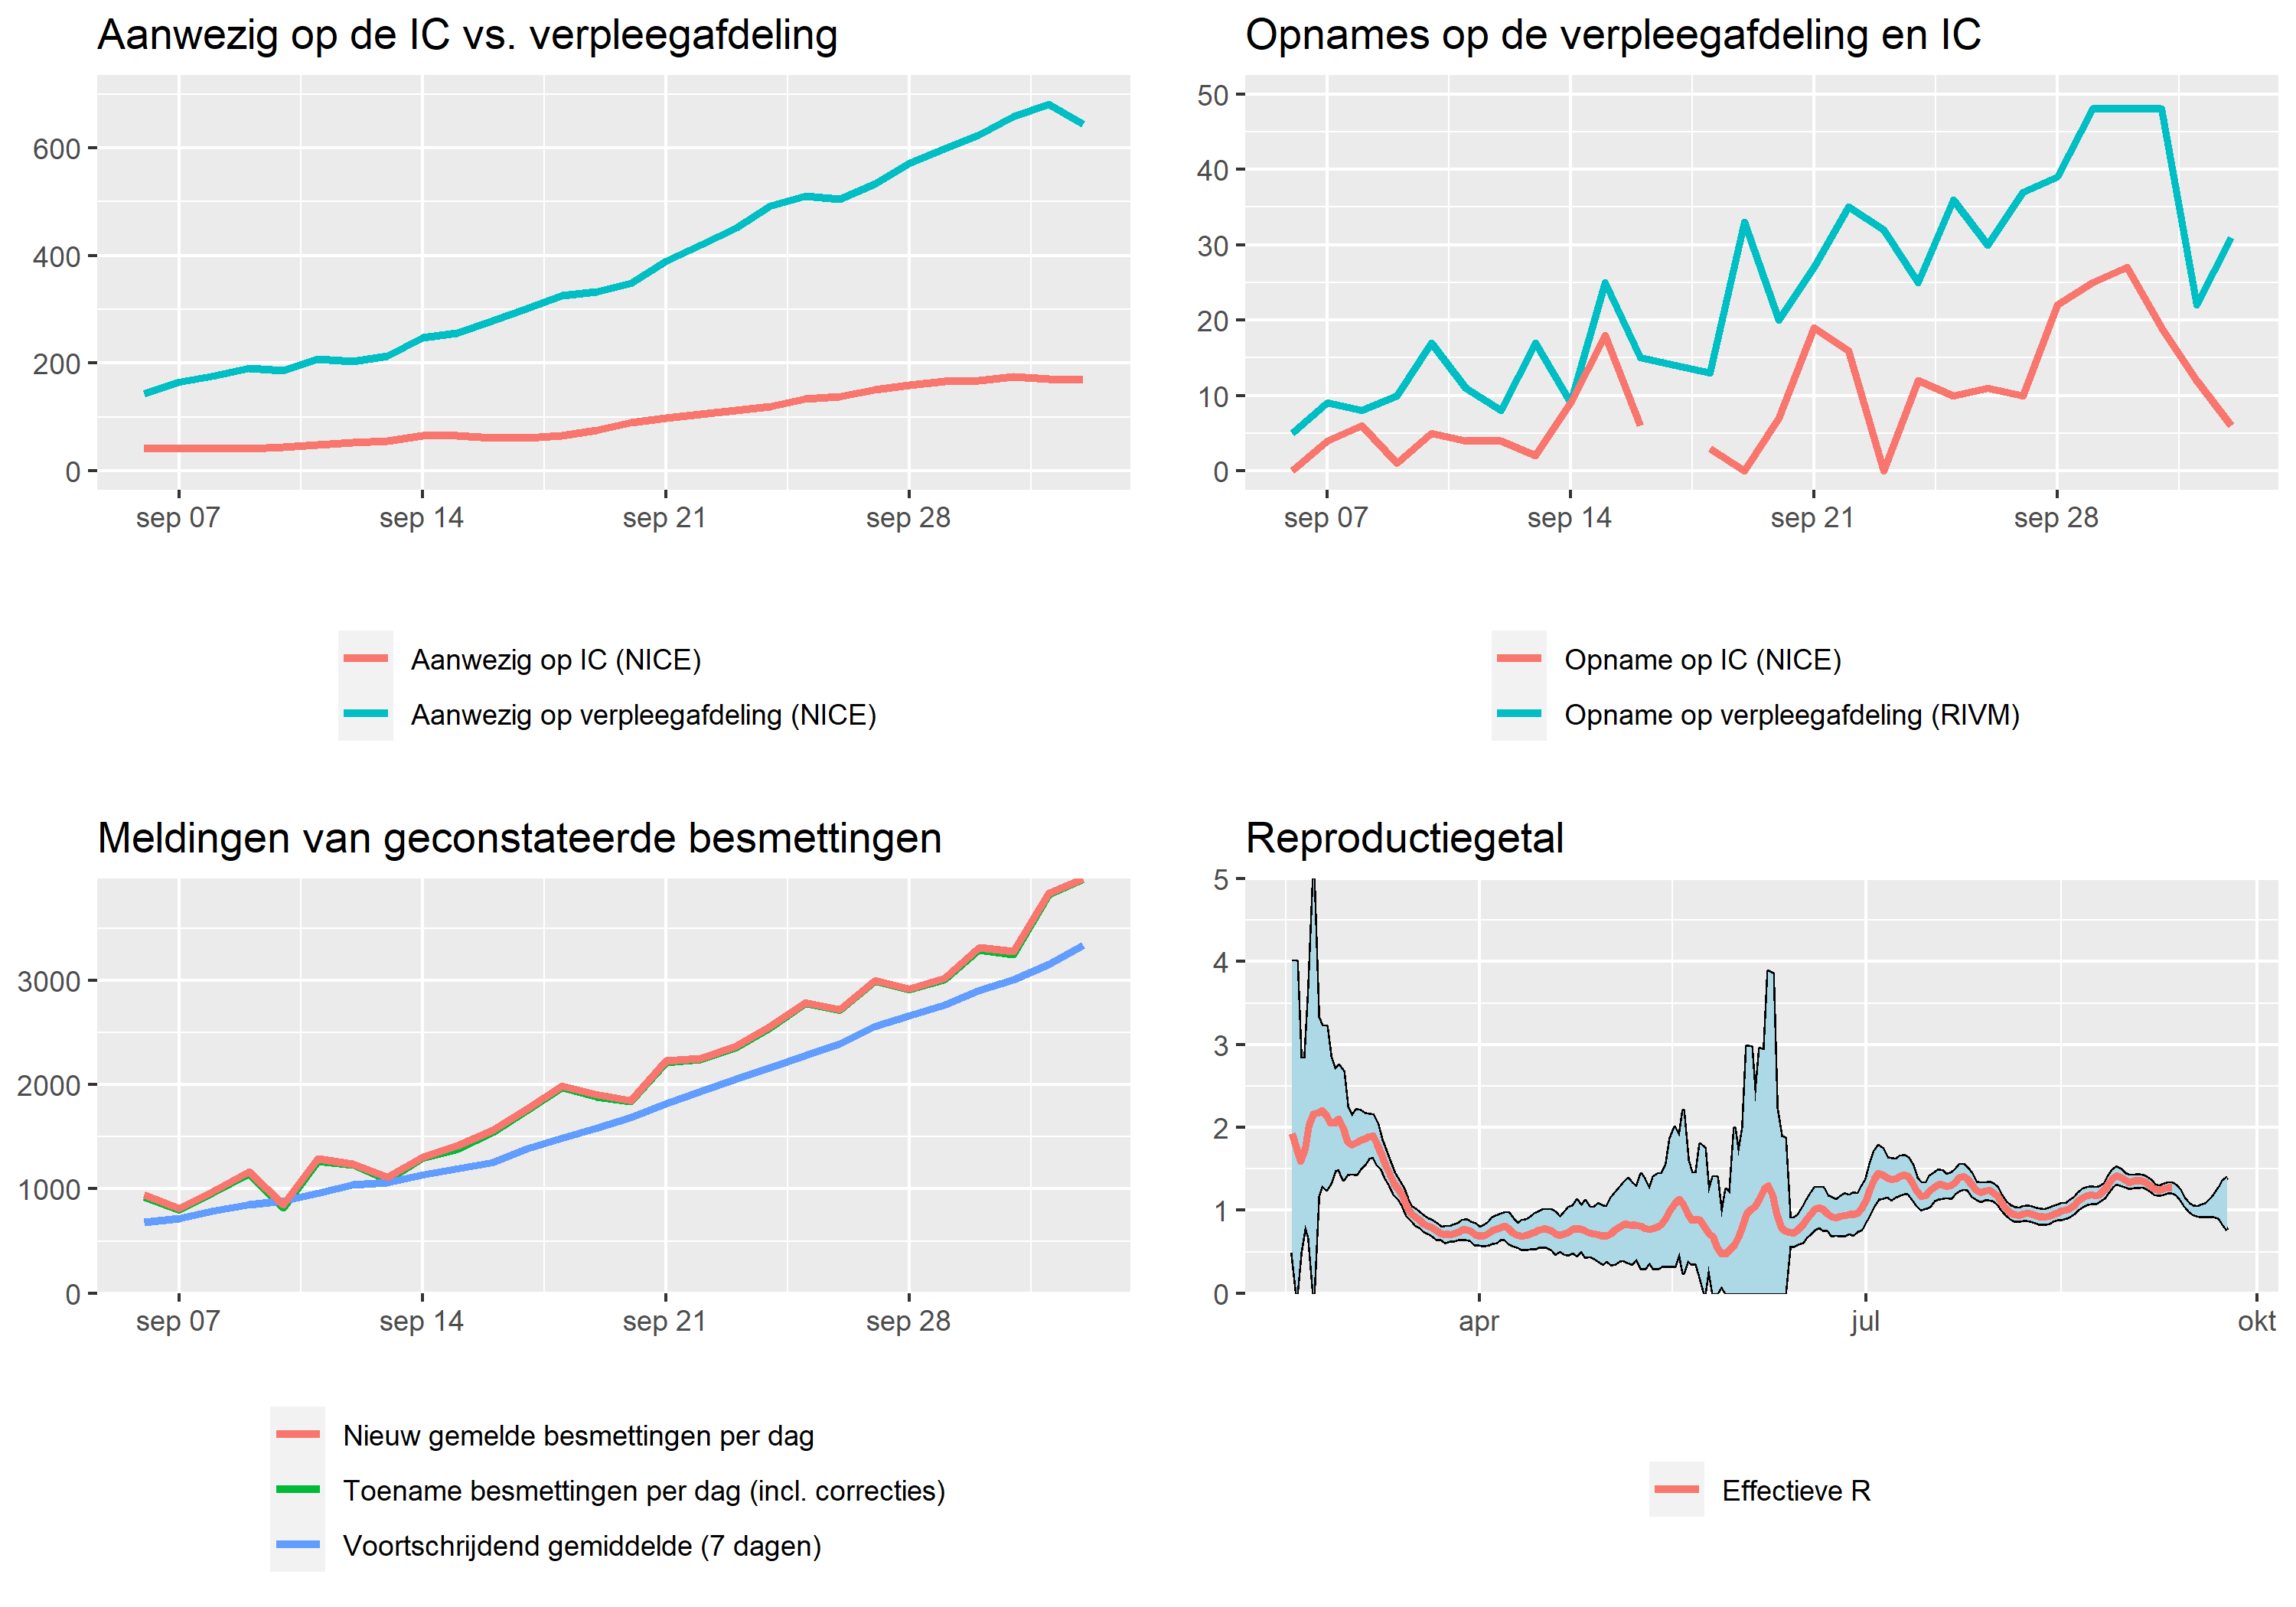 Aanwezig op de IC vs. verpleegafdeling
600
400
200
0
sep 07 sep 14 sep 21 sep 28
Aanwezig op IC (NICE)
Aanwezig op verpleegafdeling (NICE)
Opnames op de verpleegafdeling en IC
50
40
30
20
10
0
sep 07 sep 14 sep 21 sep 28
Opname op IC (NICE)
Opname op verpleegafdeling (RIVM)
Meldingen van geconstateerde besmettingen
3000
2000
1000
0
sep 07 sep 14 sep 21 sep 28
Nieuw gemelde besmettingen per dag
Toename besmettingen per dag (incl. correcties)
Voortschrijdend gemiddelde (7 dagen)
Reproductiegetal
5
4
3
2
1
0
apr jul okt
Effectieve R